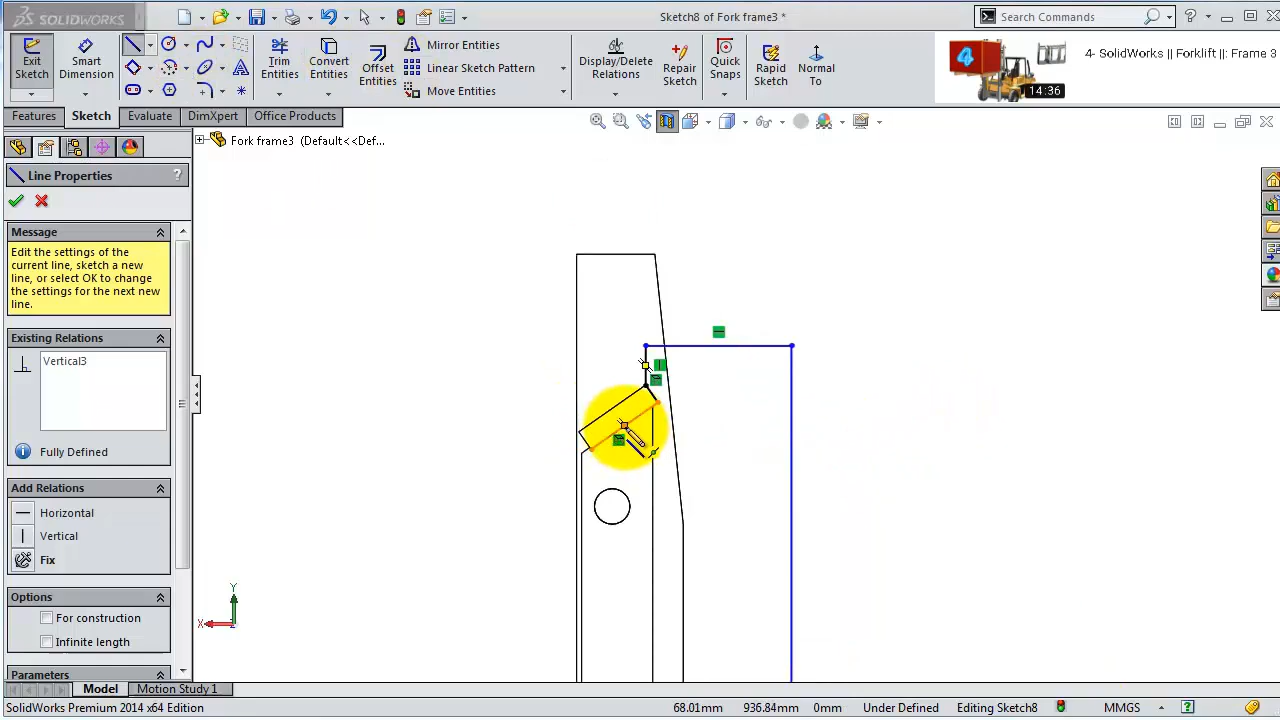 SOLIDWORKS
Sketch8 of Fork frame3 *
Search Commands
?
Exit Sketch
Smart Dimension
Trim Entities
Convert Entities
Offset Entities
Mirror Entities
Linear Sketch Pattern
Move Entities
Display/Delete Relations
Repair Sketch
Quick Snaps
Rapid Sketch
Normal To
4
14:36
4- SolidWorks || Forklift ||: Frame 3
Features
Sketch
Evaluate
DimXpert
Office Products
Fork frame3 (Default<<Def...
Line Properties
?
Message
Edit the settings of the
current line, sketch a new
line, or select OK to change
the settings for the next new
line.
Existing Relations
Vertical3
Fully Defined
Add Relations
Horizontal
Vertical
Fix
Options
For construction
Infinite length
Parameters
Y
X
Model
Motion Study 1
SolidWorks Premium 2014 x64 Edition
68.01mm
936.84mm
0mm
Under Defined
Editing Sketch8
MMGS
?